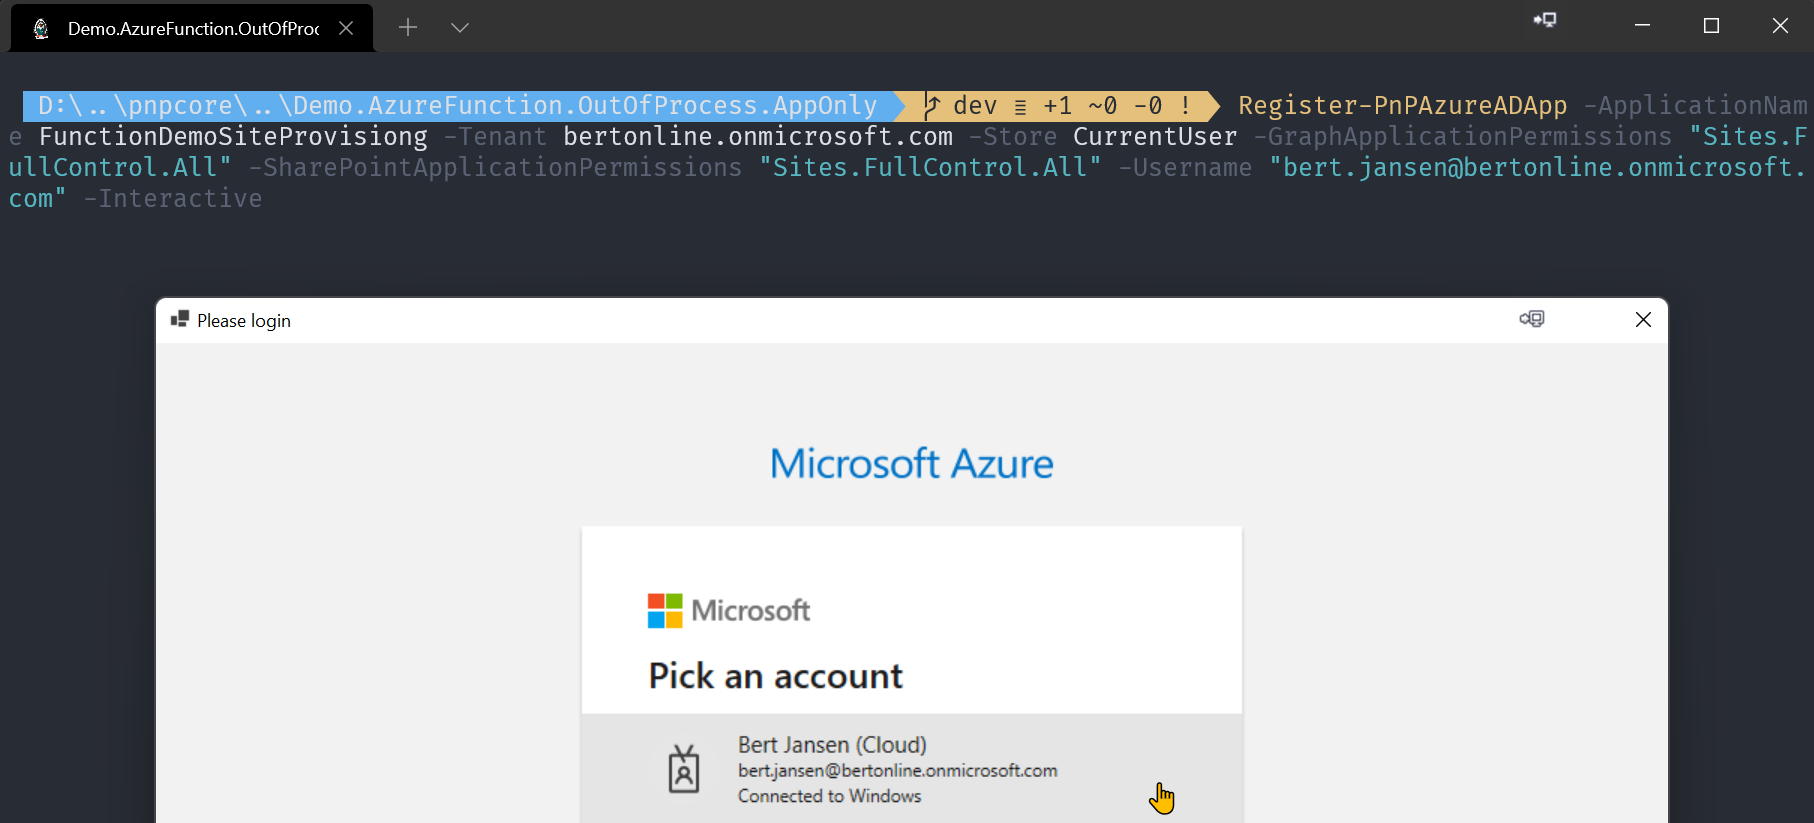 Demo.AzureFunction.OutOfProc
D:\..\pnpcore\..\Demo.AzureFunction.OutOfProcess.AppOnly dev ≡ +1 ~0 -0 ! Register-PnPAzureADApp -ApplicationNam
e FunctionDemoSiteProvisiong -Tenant bertonline.onmicrosoft.com -Store CurrentUser -GraphApplicationPermissions "Sites.F
ullControl.All" -SharePointApplicationPermissions "Sites.FullControl.All" -Username "bert.jansen@bertonline.onmicrosoft.
com" -Interactive
Please login
Microsoft Azure
Microsoft
Pick an account
Bert Jansen (Cloud)
bert.jansen@bertonline.onmicrosoft.com
Connected to Windows